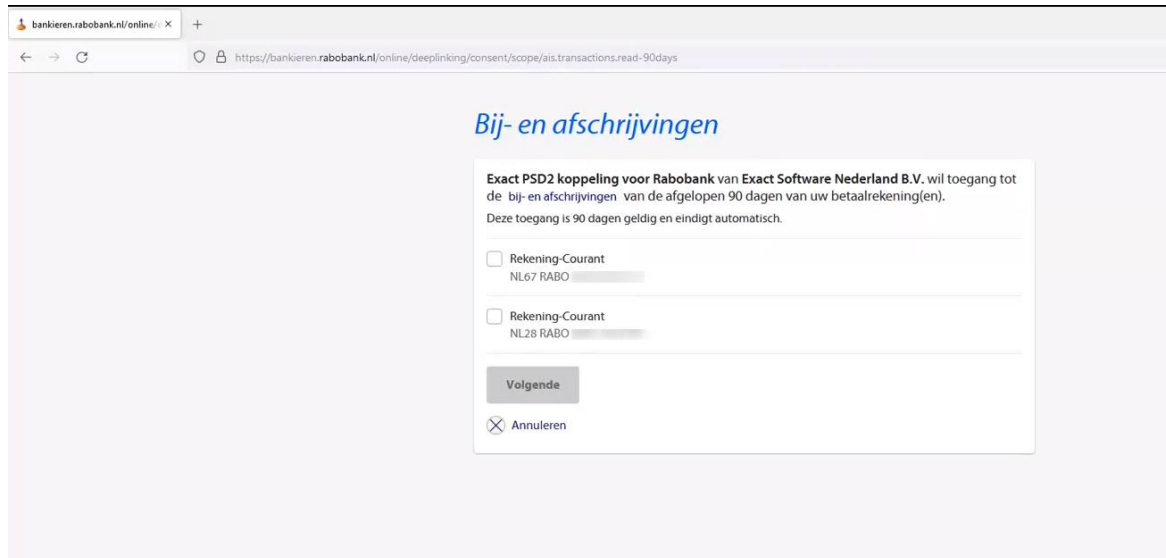 bankieren.rabobank.nl/online/
https://bankieren.rabobank.nl/online/deeplinking/consent/scope/ais.transactions.read-90days
Bij- en afschrijvingen
Exact PSD2 koppeling voor Rabobank van Exact Software Nederland B.V. wil toegang tot
de bij- en afschrijvingen van de afgelopen 90 dagen van uw betaalrekening(en).
Deze toegang is 90 dagen geldig en eindigt automatisch.
Rekening-Courant
NL67 RABO
Rekening-Courant
NL28 RABO
Volgende
Annuleren